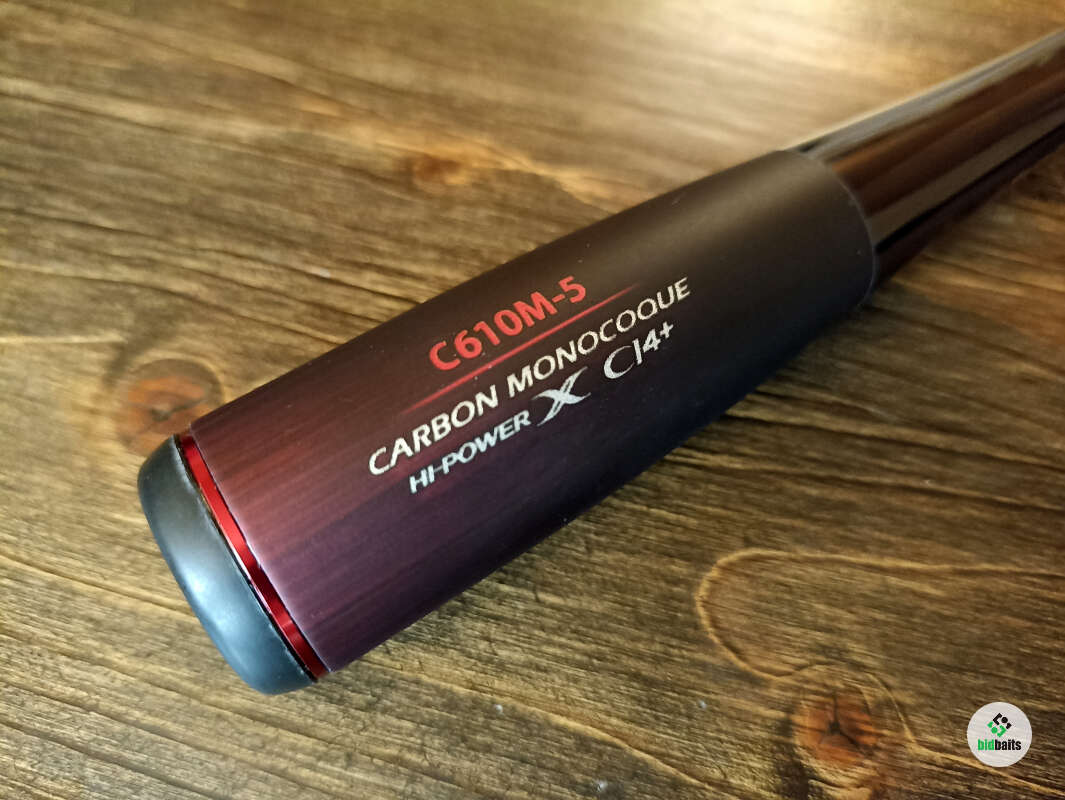 C610M-5
CARBON MONOCOQUE
HI-POWER X CI4+
bidbaits